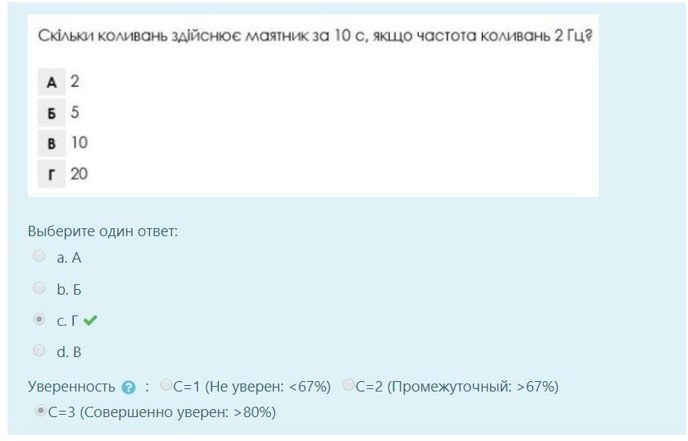 Скільки коливань здійснює маятник за 10 с, якщо частота коливань 2 Гц?
А 2
Б 5
В 10
Г 20
Выберите один ответ:
a. А
b. Б
c. Г
d. В
Уверенность ? : C=1 (Не уверен: <67%) C=2 (Промежуточный: >67%)
C=3 (Совершенно уверен: >80%)